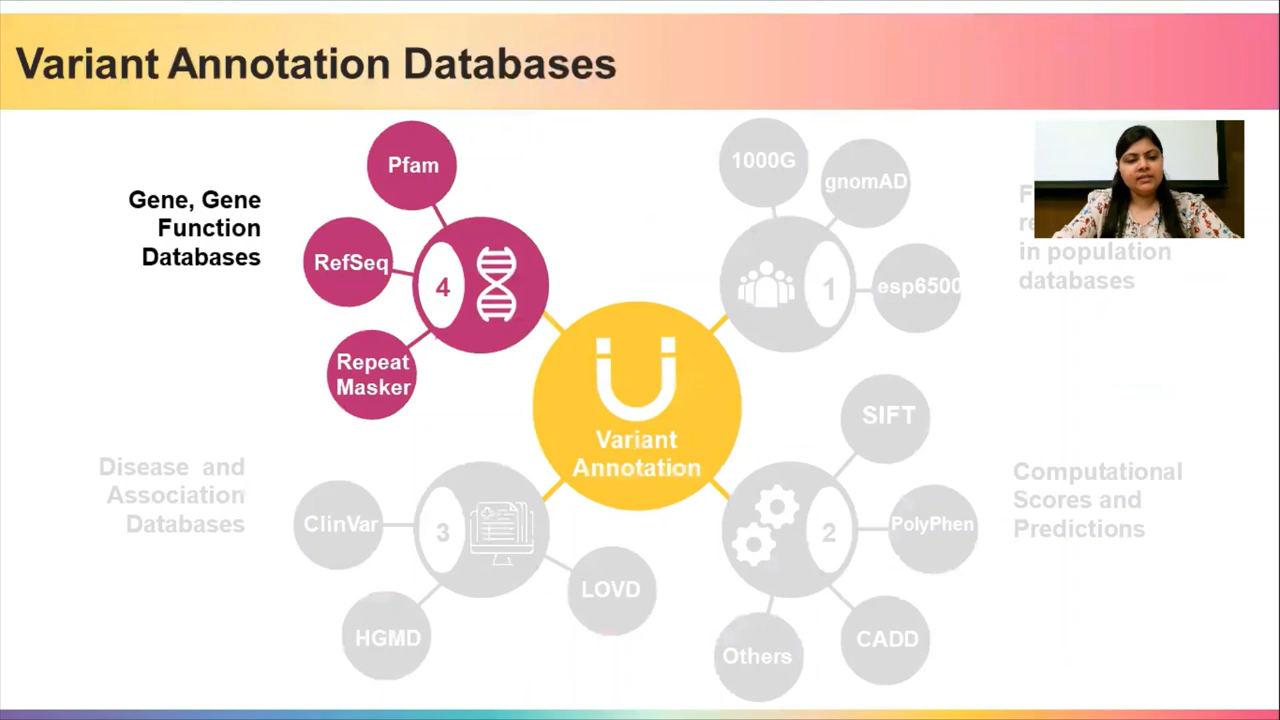 Variant Annotation Databases
Gene, Gene
Function
Databases
Pfam
RefSeq
Repeat
Masker
4
1000G
gnomAD
esp6500
1
in population
databases
Variant
Annotation
Disease and
Association
Databases
ClinVar
HGMD
LOVD
3
SIFT
PolyPhen
CADD
Others
2
Computational
Scores and
Predictions